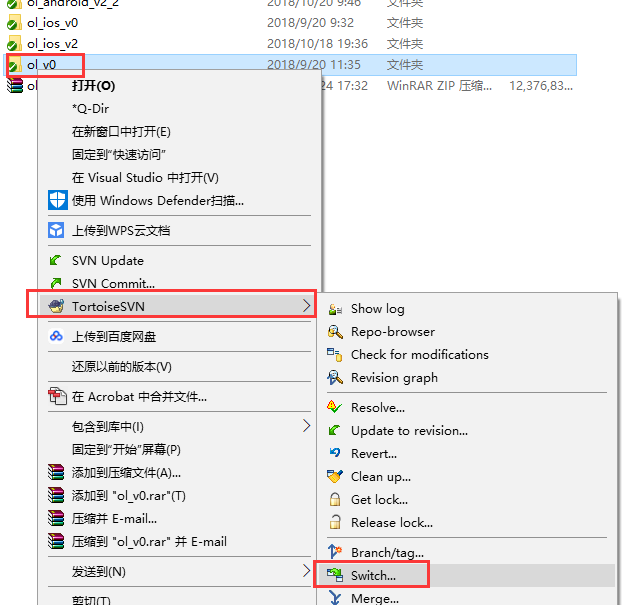 ol_android_v2_2 2018/10/20 9:46 文件夹
ol_ios_v0 2018/9/20 9:32 文件夹
ol_ios_v2 2018/10/18 19:36 文件夹
ol_v0 2018/9/20 11:35 文件夹
ol 24 17:32 WinRAR ZIP 压缩... 12,376,83...
打开(O)
*Q-Dir
在新窗口中打开(E)
固定到"快速访问"
在 Visual Studio 中打开(V)
使用 Windows Defender扫描...
上传到WPS云文档
SVN Update
SVN Commit...
TortoiseSVN
上传到百度网盘
还原以前的版本(V)
在 Acrobat 中合并文件...
包含到库中(I)
固定到"开始"屏幕(P)
添加到压缩文件(A)...
添加到 "ol_v0.rar"(T)
压缩并 E-mail...
压缩到 "ol_v0.rar" 并 E-mail
发送到(N)
剪切(T)
Show log
Repo-browser
Check for modifications
Revision graph
Resolve...
Update to revision...
Revert...
Clean up...
Get lock...
Release lock...
Branch/tag...
Switch...
Merge...